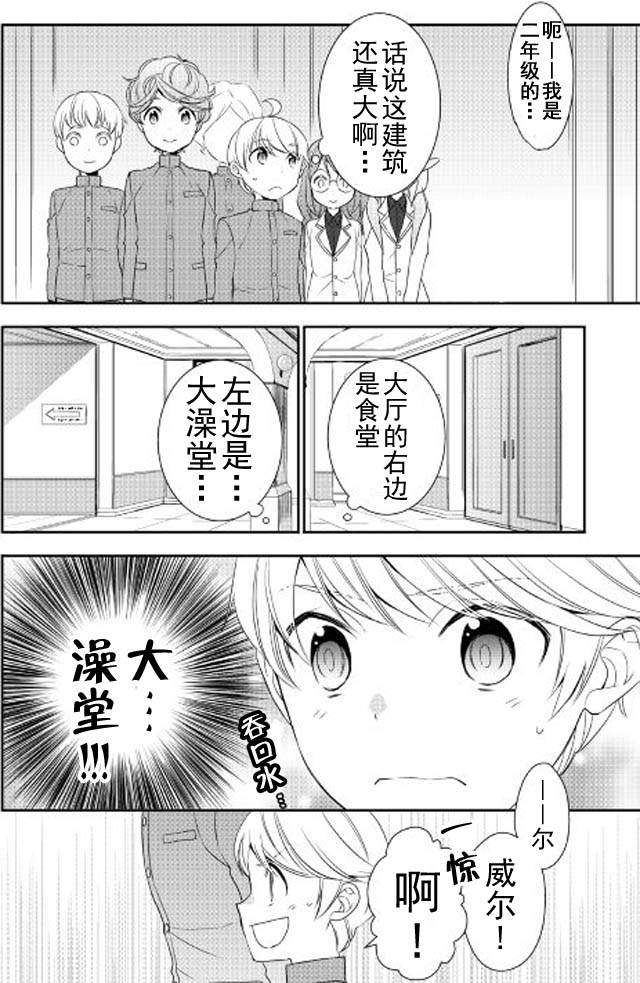 呃——我是
二年级的…
话说这建筑
还真大啊…
大厅的右边
是食堂
左边是…
大澡堂…
大…
澡堂!!!
吞口水…
——尔
威尔！
惊
啊！